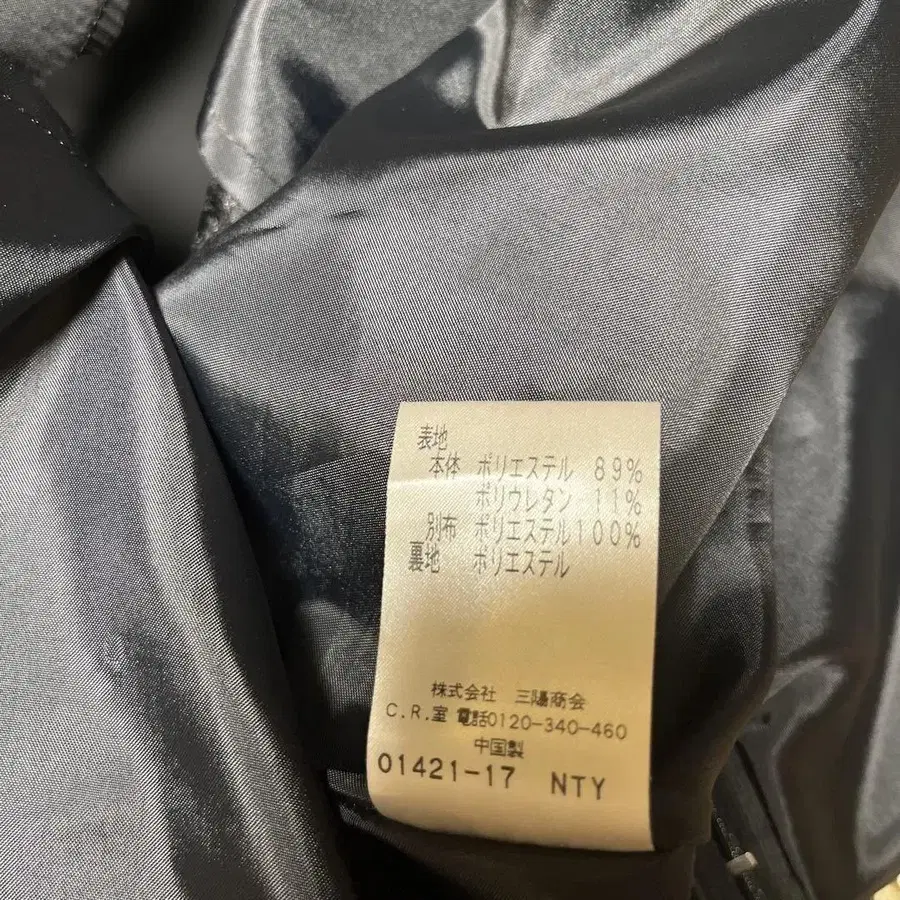 表地
本体 ポリエステル 89%
ポリウレタン 11%
別布 ポリエステル100%
裏地 ポリエステル
株式会社 三陽商会
C.R.室 電話0120-340-460
中国製
01421-17 NTY